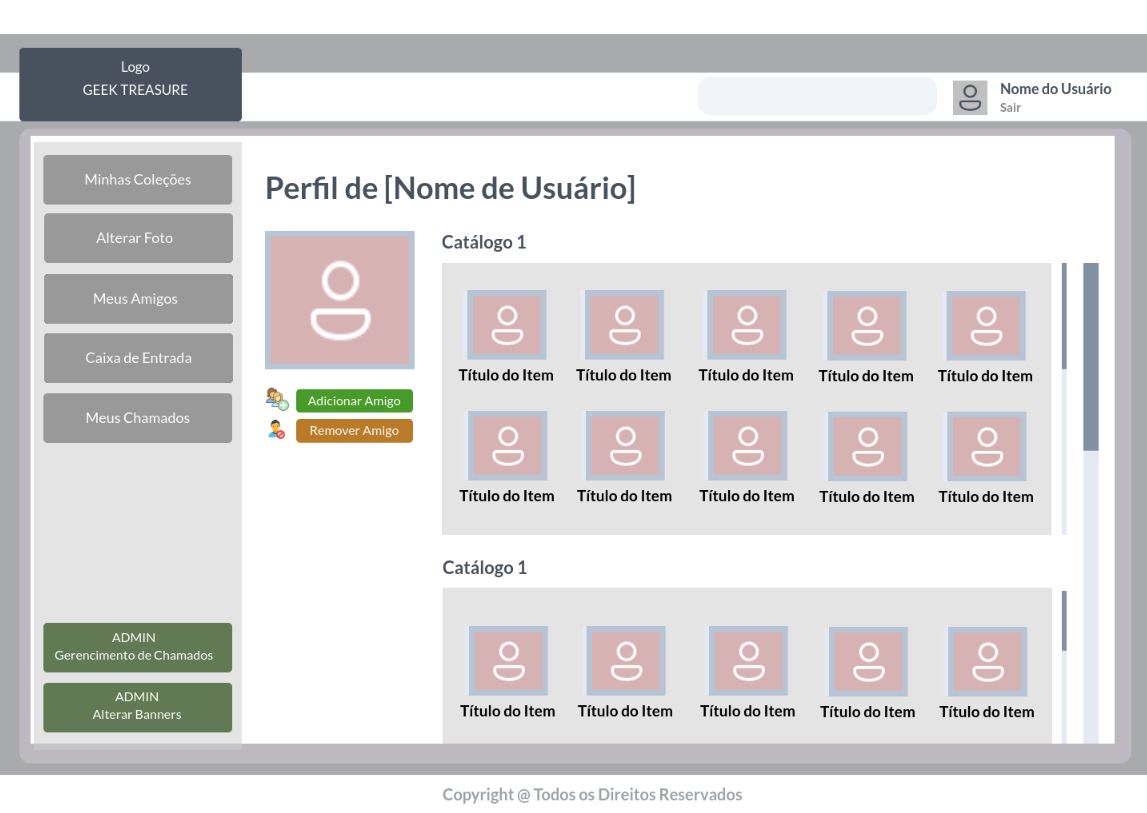 Logo
GEEK TREASURE
Nome do Usuário
Sair
Minhas Coleções
Alterar Foto
Meus Amigos
Caixa de Entrada
Meus Chamados
ADMIN
Gerencimento de Chamados
ADMIN
Alterar Banners
Perfil de [Nome de Usuário]
Adicionar Amigo
Remover Amigo
Catálogo 1
Título do Item Título do Item Título do Item Título do Item Título do Item
Título do Item Título do Item Título do Item Título do Item Título do Item
Catálogo 1
Título do Item Título do Item Título do Item Título do Item Título do Item
Copyright @ Todos os Direitos Reservados